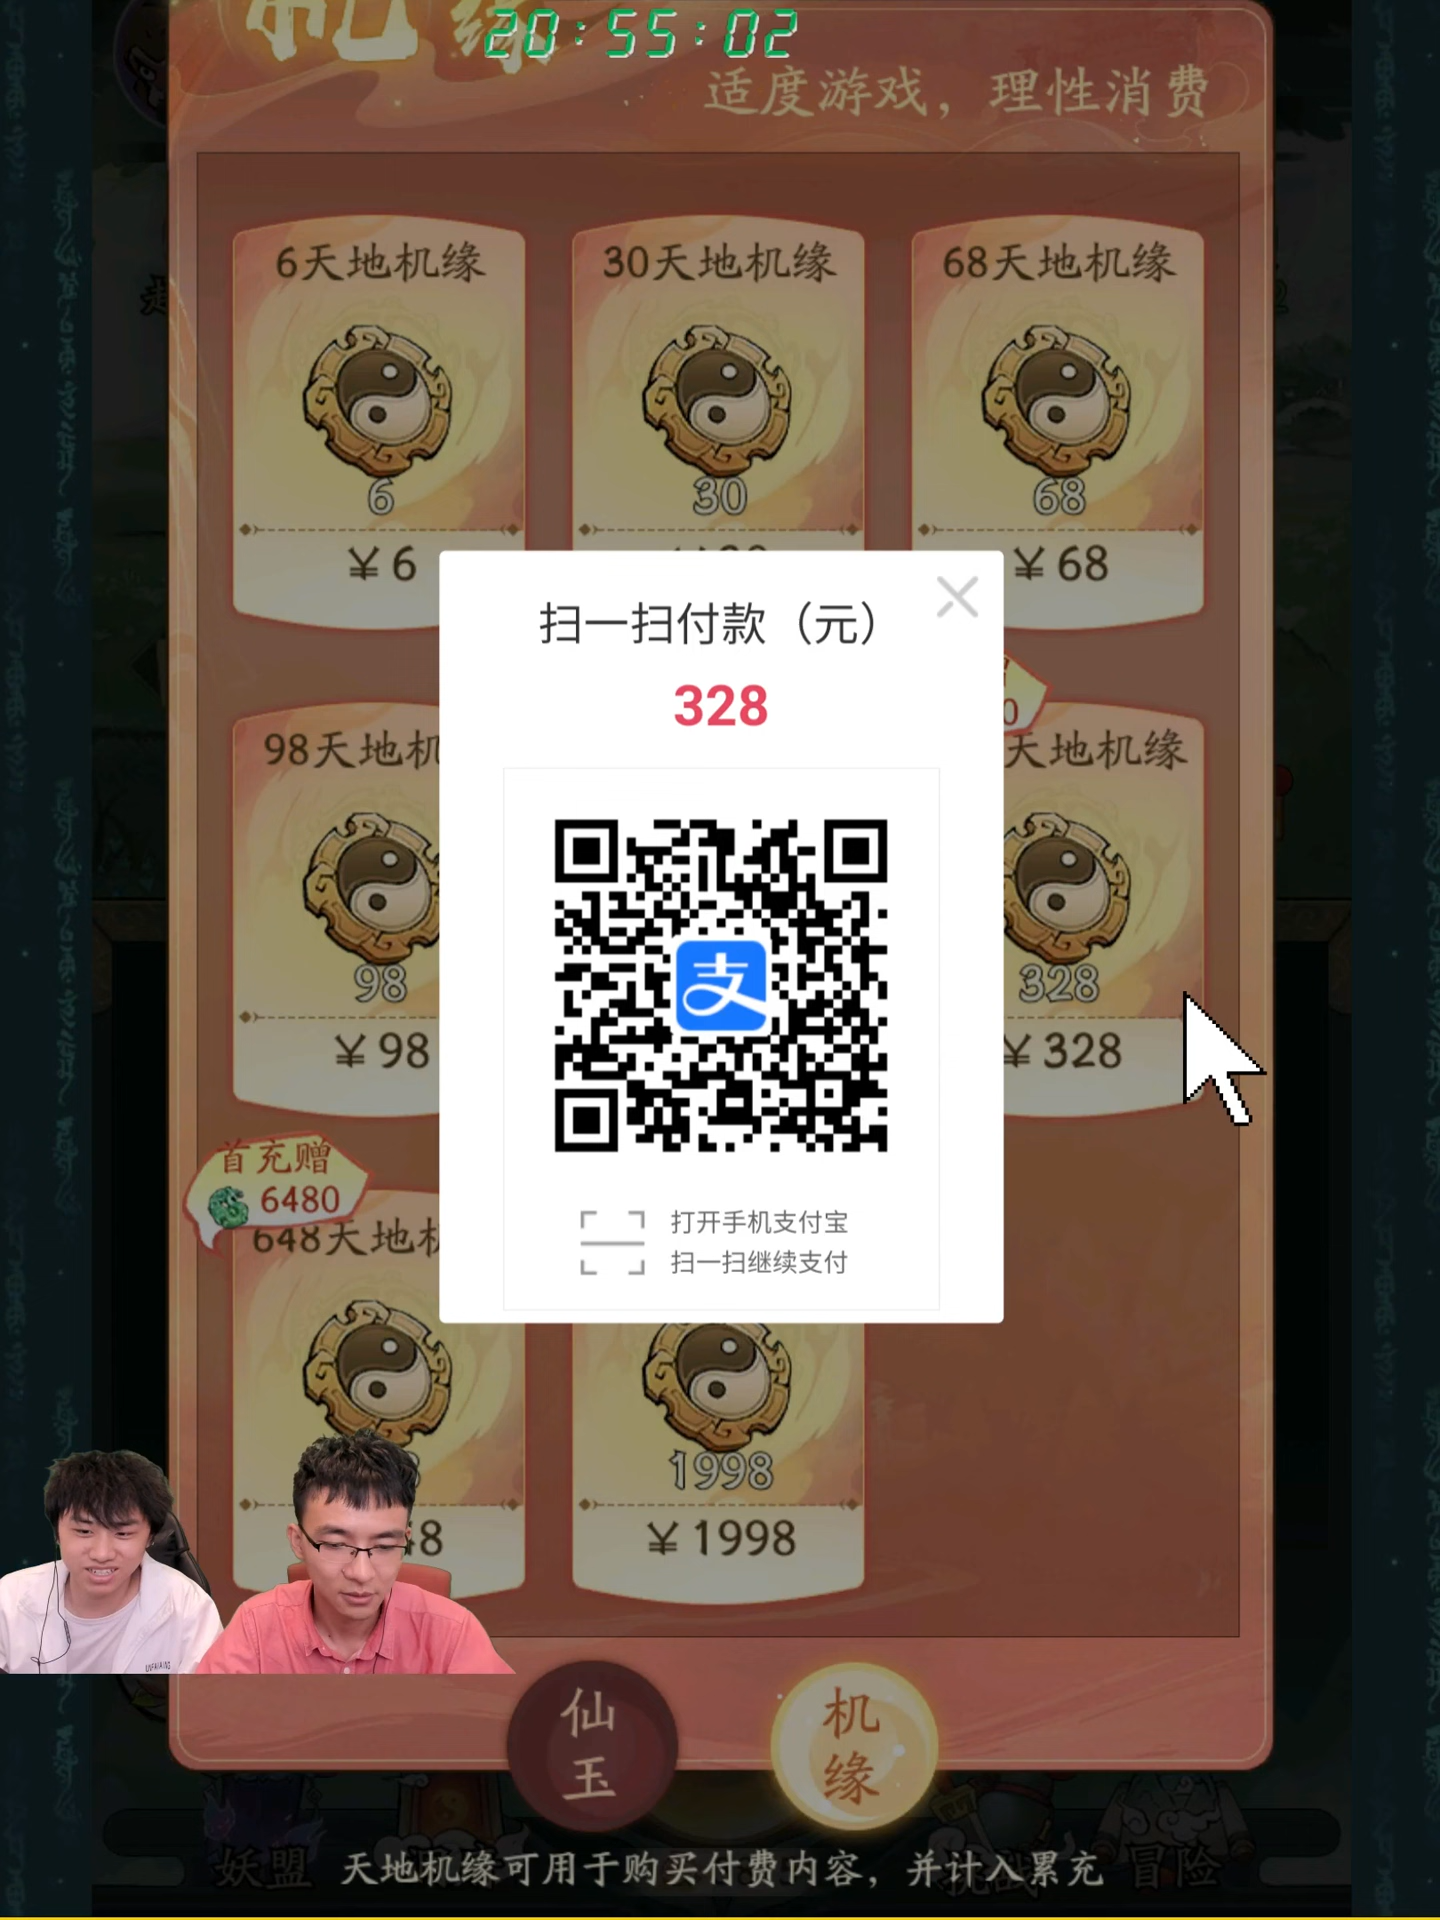 机缘
20:55:02
适度游戏，理性消费
6天地机缘
30天地机缘
68天地机缘
6
30
68
¥6
¥68
扫一扫付款（元）
328
98天地机
天地机缘
98
328
¥98
¥328
支
打开手机支付宝
扫一扫继续支付
首充赠
6480
648天地机
1998
¥1998
仙玉
机缘
妖盟
冒险
天地机缘可用于购买付费内容，并计入累充